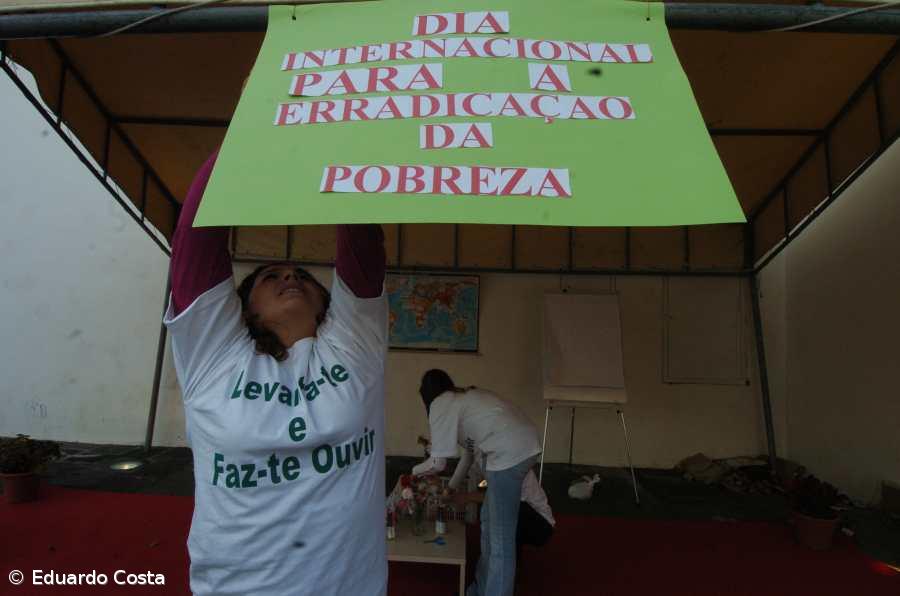 DIA
INTERNACIONAL
PARA A
ERRADICAÇAO
DA
POBREZA
Levanta-te
e
Faz-te Ouvir
© Eduardo Costa